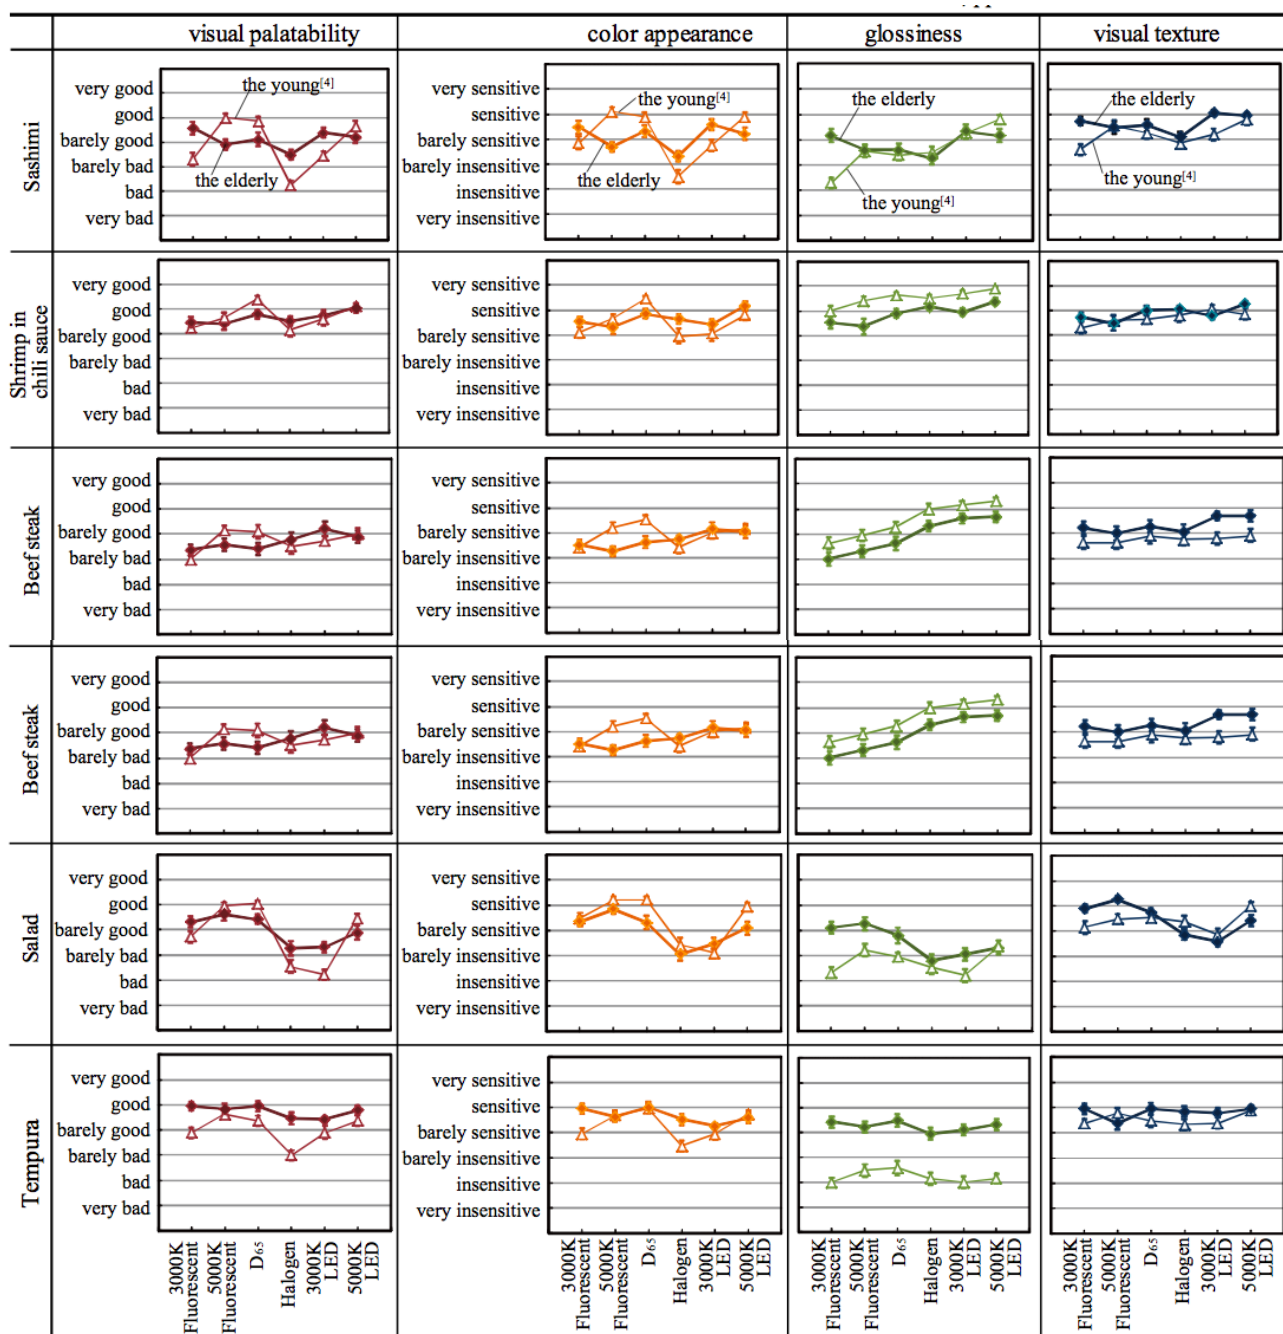 visual palatability
color appearance
glossiness
visual texture
Sashimi
very good
good
barely good
barely bad
bad
very bad
the young[4]
the elderly
very sensitive
sensitive
barely sensitive
barely insensitive
insensitive
very insensitive
the young[4]
the elderly
the elderly
the young[4]
the elderly
the young[4]
Shrimp in
chili sauce
very good
good
barely good
barely bad
bad
very bad
very sensitive
sensitive
barely sensitive
barely insensitive
insensitive
very insensitive
Beef steak
very good
good
barely good
barely bad
bad
very bad
very sensitive
sensitive
barely sensitive
barely insensitive
insensitive
very insensitive
Beef steak
very good
good
barely good
barely bad
bad
very bad
very sensitive
sensitive
barely sensitive
barely insensitive
insensitive
very insensitive
Salad
very good
good
barely good
barely bad
bad
very bad
very sensitive
sensitive
barely sensitive
barely insensitive
insensitive
very insensitive
Tempura
very good
good
barely good
barely bad
bad
very bad
very sensitive
sensitive
barely sensitive
barely insensitive
insensitive
very insensitive
3000K
Fluorescent
5000K
Fluorescent
D65
Halogen
3000K
LED
5000K
LED
3000K
Fluorescent
5000K
Fluorescent
D65
Halogen
3000K
LED
5000K
LED
3000K
Fluorescent
5000K
Fluorescent
D65
Halogen
3000K
LED
5000K
LED
3000K
Fluorescent
5000K
Fluorescent
D65
Halogen
3000K
LED
5000K
LED